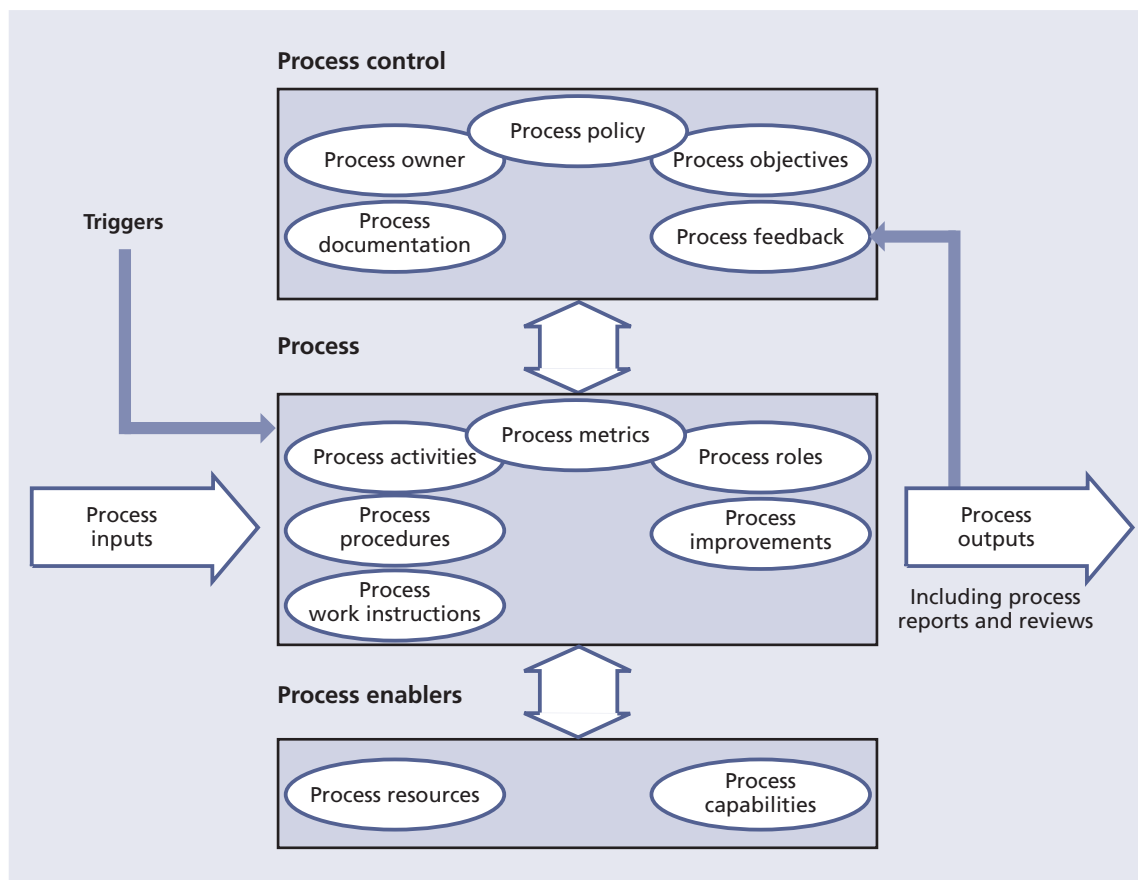 Process control
Process policy
Process owner
Process objectives
Process
documentation
Process feedback
Triggers
Process
Process metrics
Process activities
Process roles
Process
inputs
Process
procedures
Process
improvements
Process
outputs
Process
work instructions
Including process
reports and reviews
Process enablers
Process resources
Process
capabilities